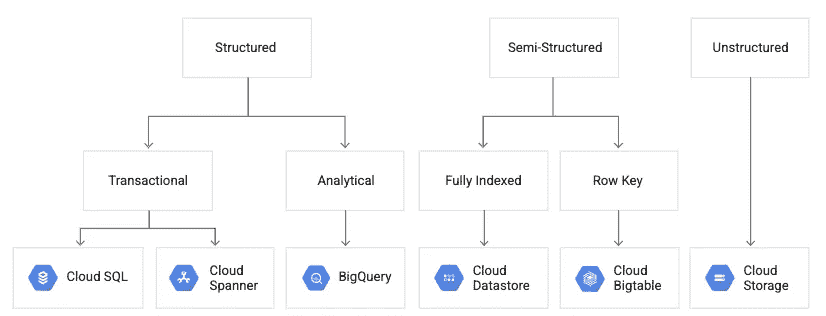 Structured
Semi-Structured
Unstructured
Transactional
Analytical
Fully Indexed
Row Key
Cloud SQL
Cloud
Spanner
BigQuery
Cloud
Datastore
Cloud
Bigtable
Cloud
Storage